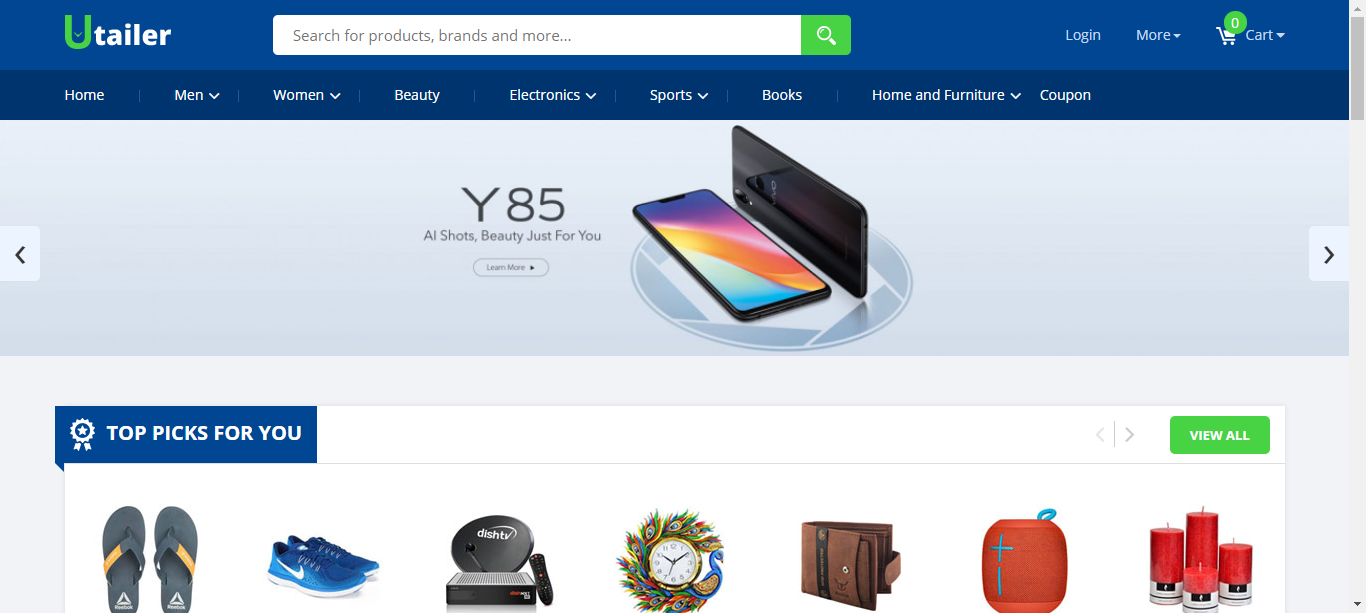 Utailer
Search for products, brands and more...
Login
More
0
Cart
Home
Men
Women
Beauty
Electronics
Sports
Books
Home and Furniture
Coupon
Y85
AI Shots, Beauty Just For You
Learn More
TOP PICKS FOR YOU
VIEW ALL
dishtv
Reebok
Reebok